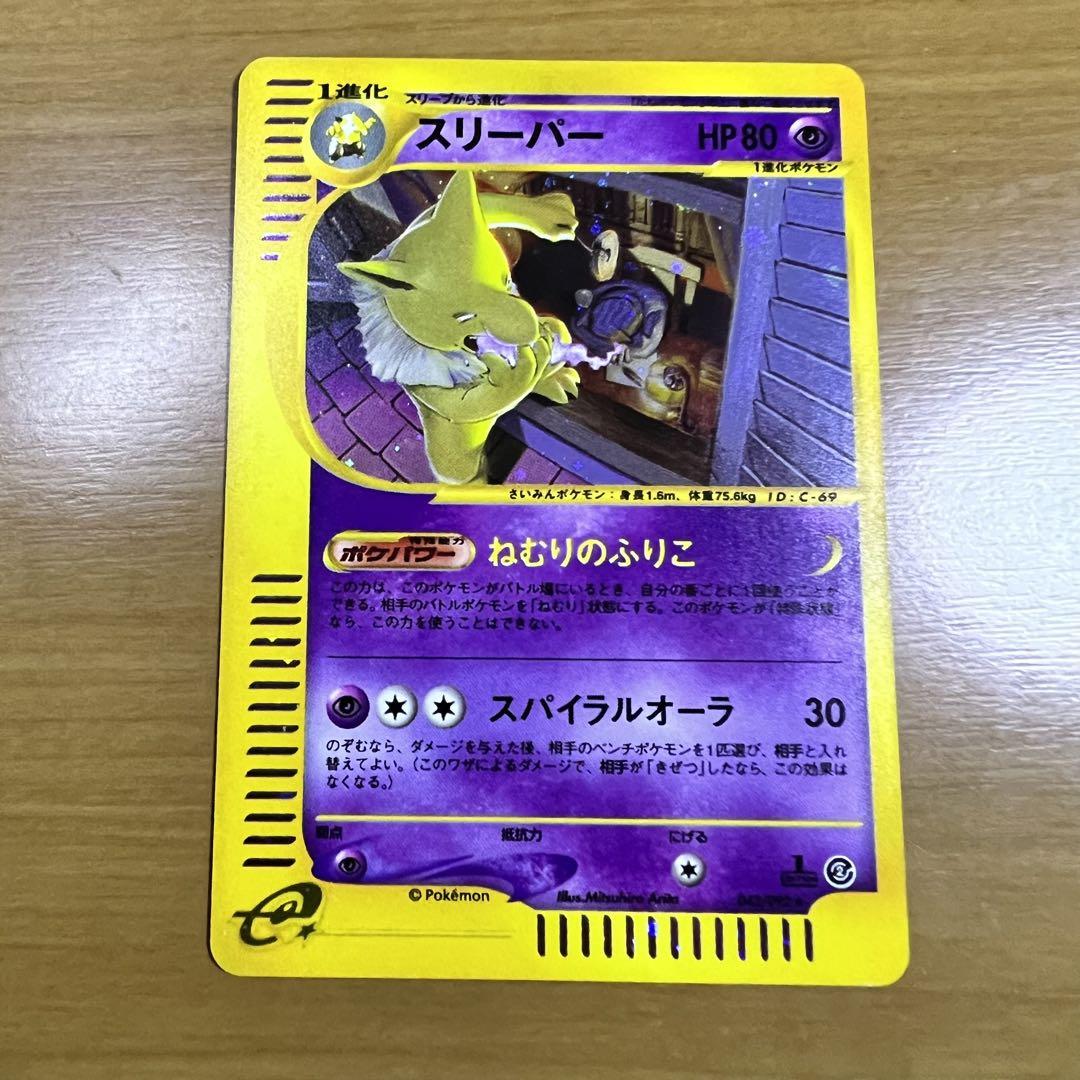 1進化
スリープから進化
スリーパー HP80
1進化ポケモン
さいみんポケモン：身長1.6m、体重75.6kg ID：C-69
特殊能力
ポケパワー ねむりのふりこ
この力は、このポケモンがバトル場にいるとき、自分の番ごとに1回使うことが
できる。相手のバトルポケモンを「ねむり」状態にする。このポケモンが「特殊状態」
なら、この力を使うことはできない。
スパイラルオーラ 30
のぞむなら、ダメージを与えた後、相手のベンチポケモンを1匹選び、相手と入れ
替えてよい。（このワザによるダメージで、相手が「きぜつ」したなら、この効果は
なくなる。）
弱点 抵抗力 にげる
1
2
© Pokémon Illus.Mitsuhiro Arita 042/092
e